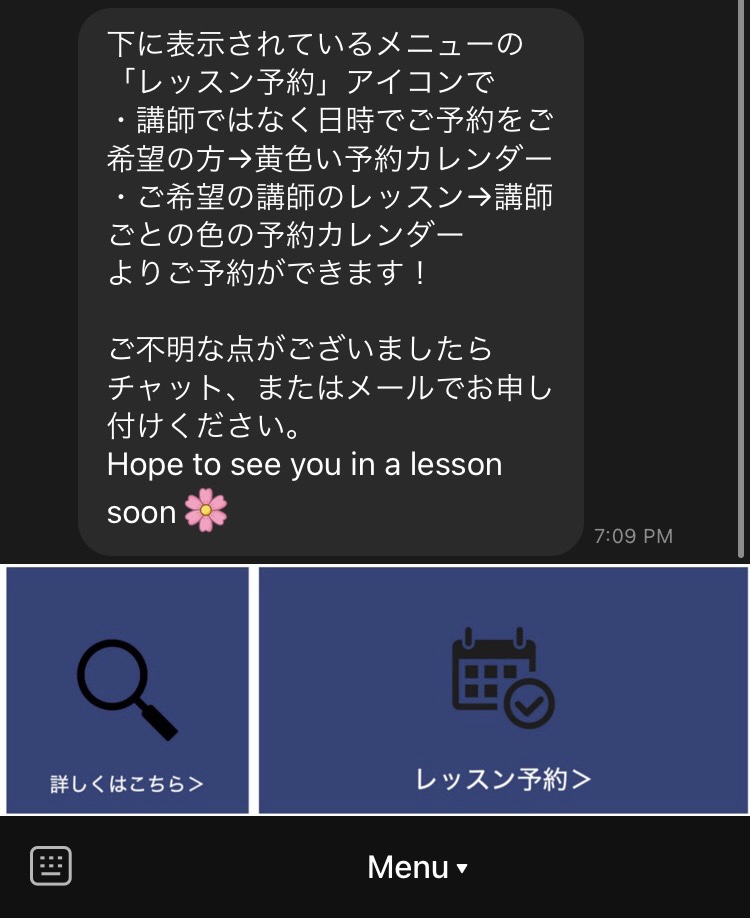 下に表示されているメニューの
「レッスン予約」アイコンで
・講師ではなく日時でご予約をご
希望の方→黄色い予約カレンダー
・ご希望の講師のレッスン→講師
ごとの色の予約カレンダー
よりご予約ができます！
ご不明な点がございましたら
チャット、またはメールでお申し
付けください。
Hope to see you in a lesson
soon🌸
7:09 PM
詳しくはこちら＞
レッスン予約＞
Menu ▾